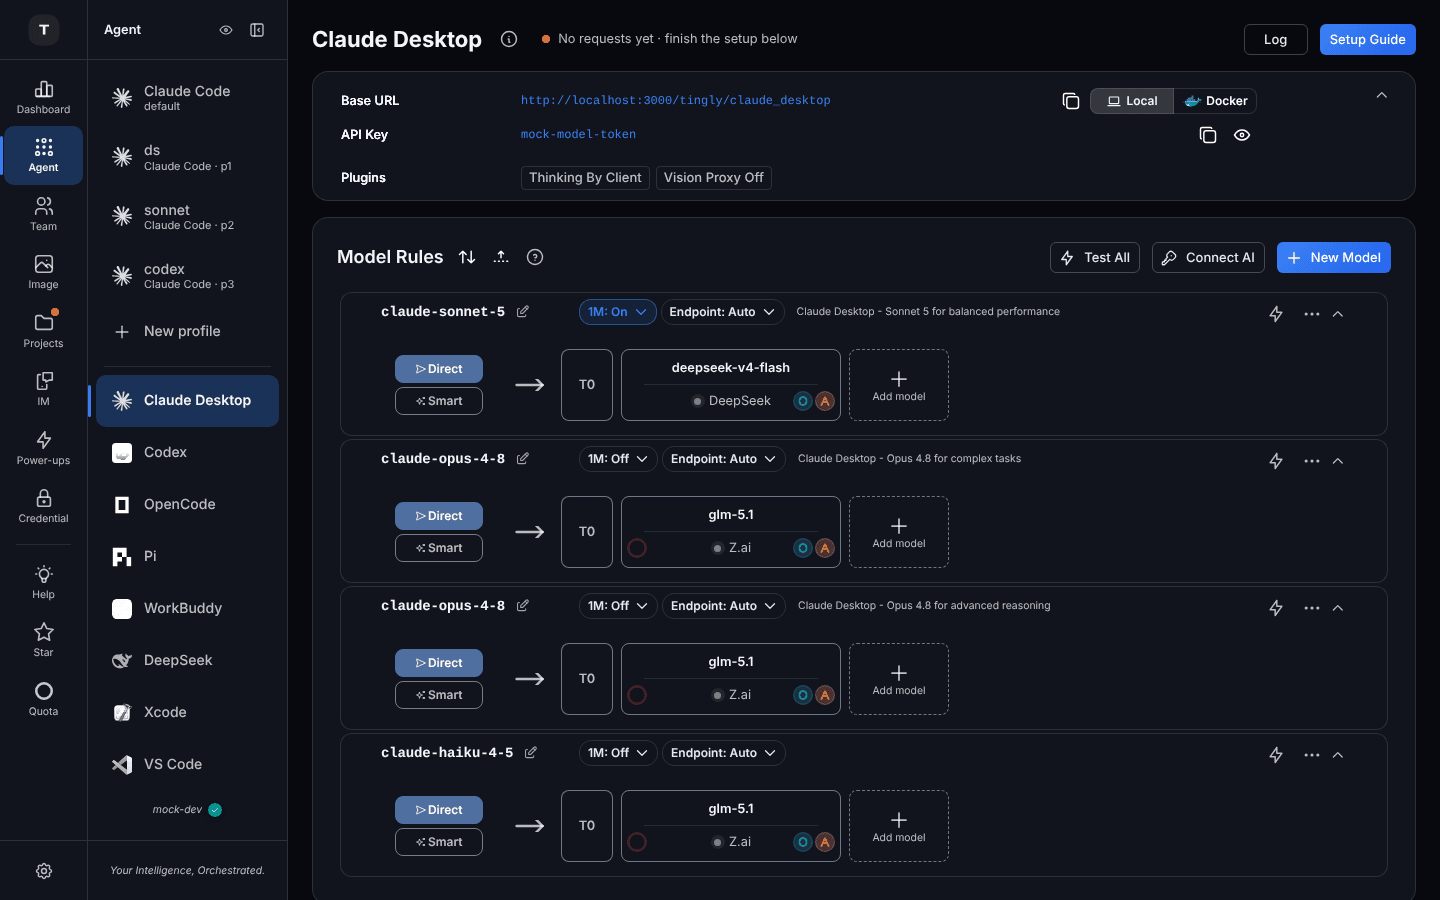 T
Dashboard
Agent
Team
Image
Projects
IM
Power-ups
Credential
Help
Star
Quota
Agent
Claude Code
default
ds
Claude Code · p1
sonnet
Claude Code · p2
codex
Claude Code · p3
New profile
Claude Desktop
Codex
OpenCode
Pi
WorkBuddy
DeepSeek
Xcode
VS Code
mock-dev
Your Intelligence, Orchestrated.
Claude Desktop
No requests yet · finish the setup below
Log
Setup Guide
Base URL
http://localhost:3000/tingly/claude_desktop
Local
Docker
API Key
mock-model-token
Plugins
Thinking By Client
Vision Proxy Off
Model Rules
Test All
Connect AI
New Model
claude-sonnet-5
1M: On
Endpoint: Auto
Claude Desktop - Sonnet 5 for balanced performance
Direct
Smart
T0
deepseek-v4-flash
DeepSeek
O
A
Add model
claude-opus-4-8
1M: Off
Endpoint: Auto
Claude Desktop - Opus 4.8 for complex tasks
Direct
Smart
T0
glm-5.1
Z.ai
O
A
Add model
claude-opus-4-8
1M: Off
Endpoint: Auto
Claude Desktop - Opus 4.8 for advanced reasoning
Direct
Smart
T0
glm-5.1
Z.ai
O
A
Add model
claude-haiku-4-5
1M: Off
Endpoint: Auto
Direct
Smart
T0
glm-5.1
Z.ai
O
A
Add model